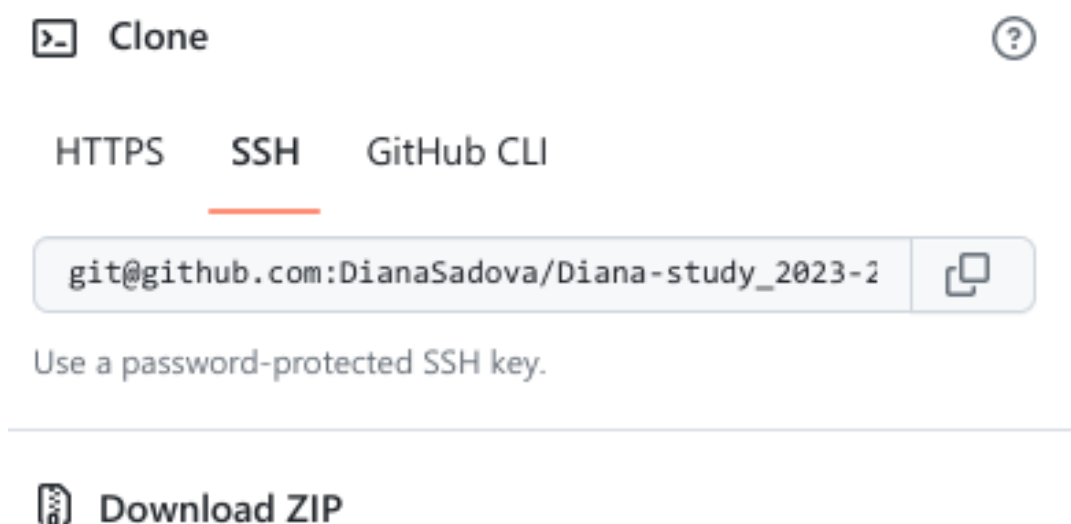 Clone
HTTPS SSH GitHub CLI
git@github.com:DianaSadova/Diana-study_2023-2
Use a password-protected SSH key.
Download ZIP